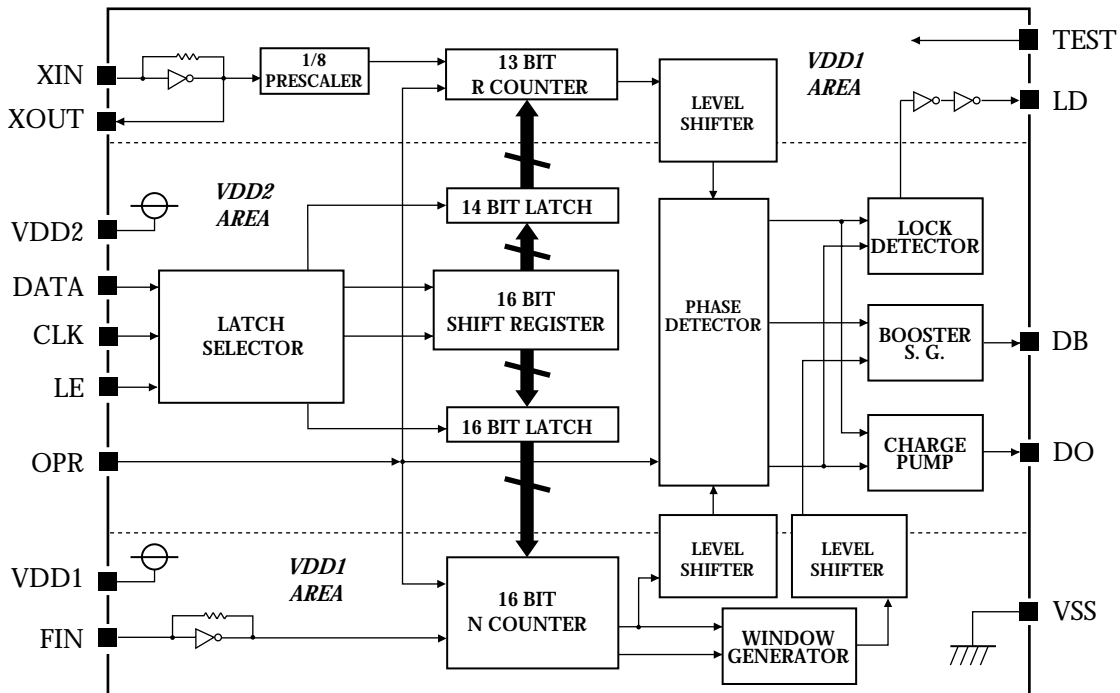 XIN
XOUT
1/8
PRESCALER
13 BIT
R COUNTER
LEVEL
SHIFTER
VDD1
AREA
TEST
LD
VDD2
VDD2
AREA
14 BIT LATCH
DATA
CLK
LE
LATCH
SELECTOR
16 BIT
SHIFT REGISTER
16 BIT LATCH
PHASE
DETECTOR
LOCK
DETECTOR
BOOSTER
S. G.
DB
CHARGE
PUMP
DO
OPR
VDD1
VDD1
AREA
FIN
16 BIT
N COUNTER
LEVEL
SHIFTER
LEVEL
SHIFTER
WINDOW
GENERATOR
VSS